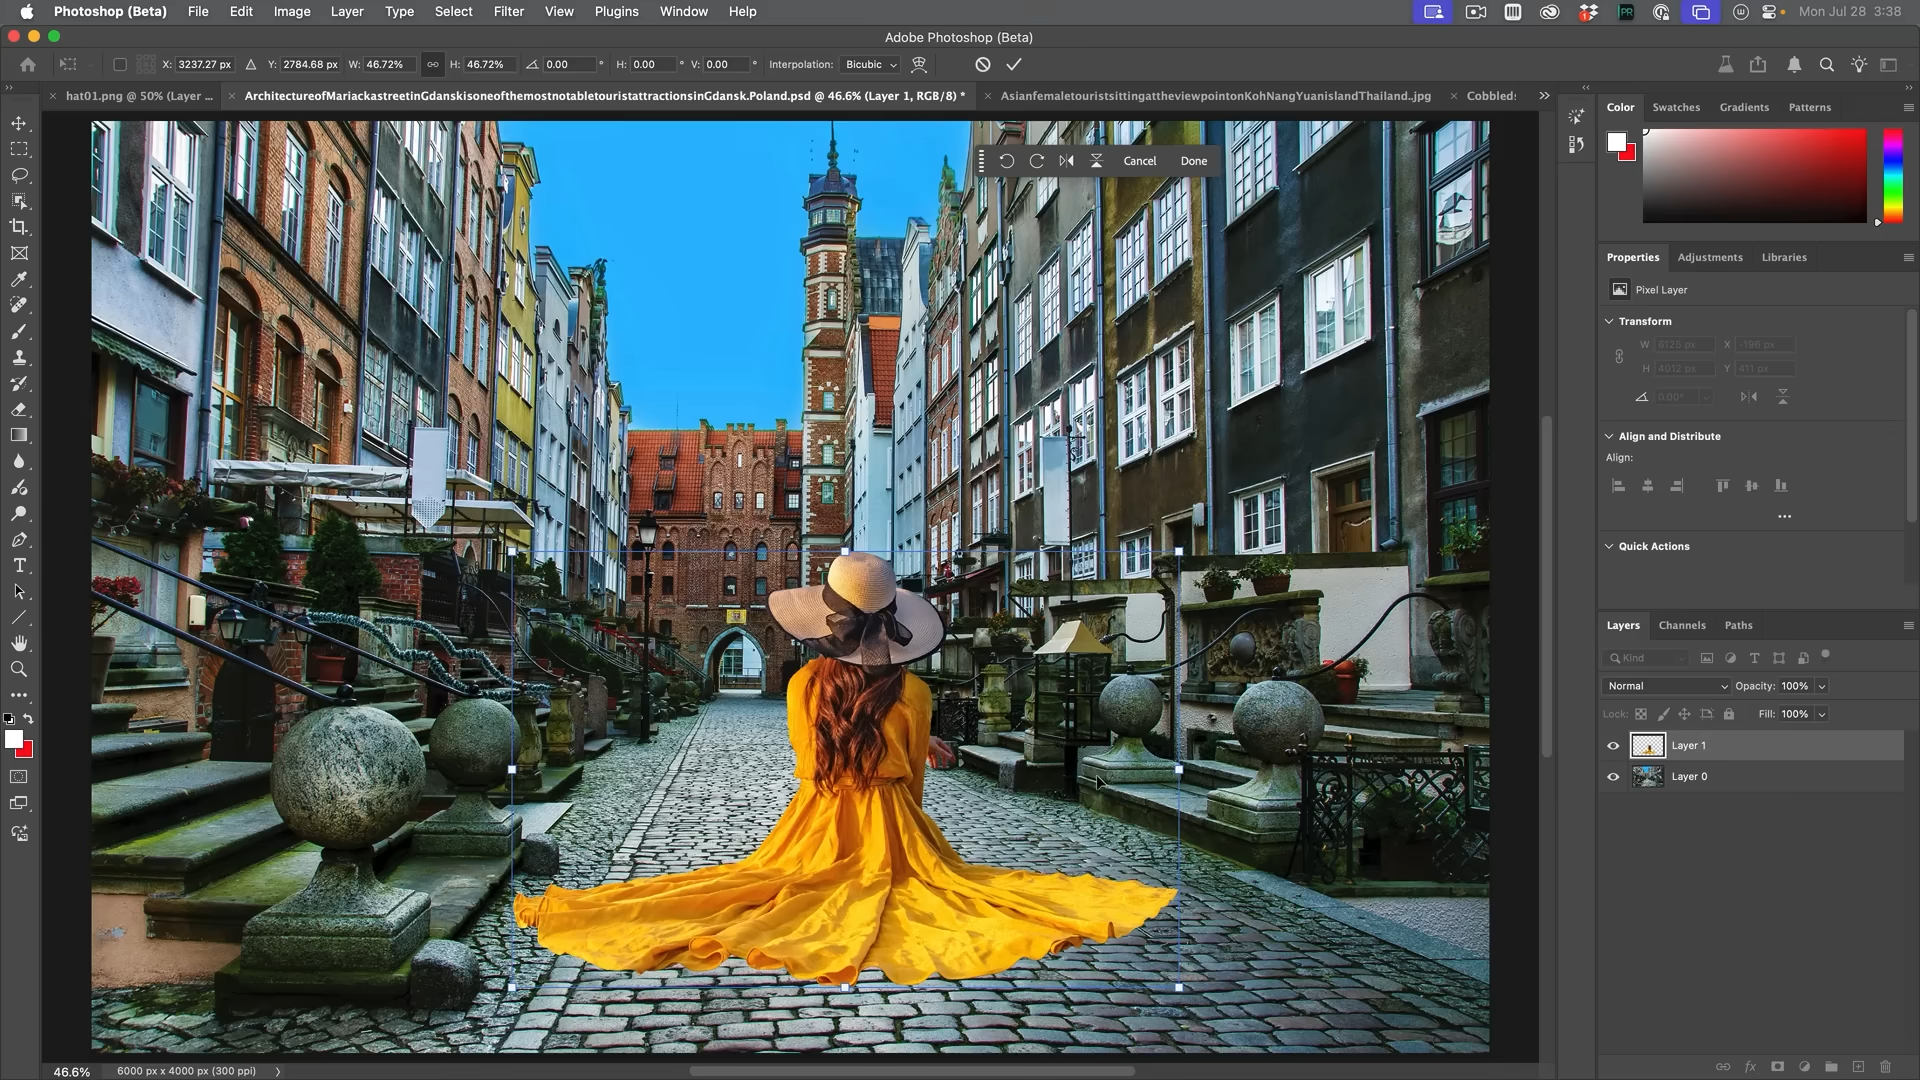 Photoshop (Beta) File Edit Image Layer Type Select Filter View Plugins Window Help
Mon Jul 28 3:38
Adobe Photoshop (Beta)
X: 3237.27 px Y: 2784.68 px W: 46.72% H: 46.72% 0.00 ° H: 0.00 ° V: 0.00 ° Interpolation: Bicubic
hat01.png @ 50% (Layer ...
ArchitectureofMariackastreetinGdanskisoneofthemostnotabletouristattractionsinGdansk.Poland.psd @ 46.6% (Layer 1, RGB/8) *
AsianfemaletouristsittingattheviewpointonKohNangYuanislandThailand..jpg
Cobbleds
Cancel Done
Color Swatches Gradients Patterns
Properties Adjustments Libraries
Pixel Layer
Transform
W 6125 px X -196 px
H 4012 px Y 411 px
0.00°
Align and Distribute
Align:
Quick Actions
Layers Channels Paths
Kind
Normal Opacity: 100%
Lock: Fill: 100%
Layer 1
Layer 0
46.6% 6000 px x 4000 px (300 ppi)